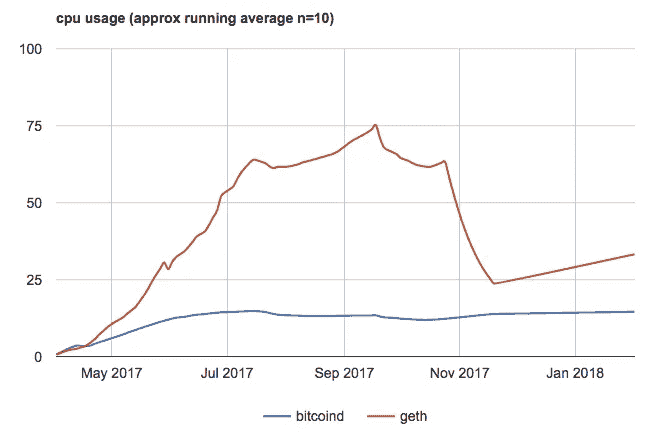 cpu usage (approx running average n=10)
100
75
50
25
0
May 2017 Jul 2017 Sep 2017 Nov 2017 Jan 2018
bitcoind geth